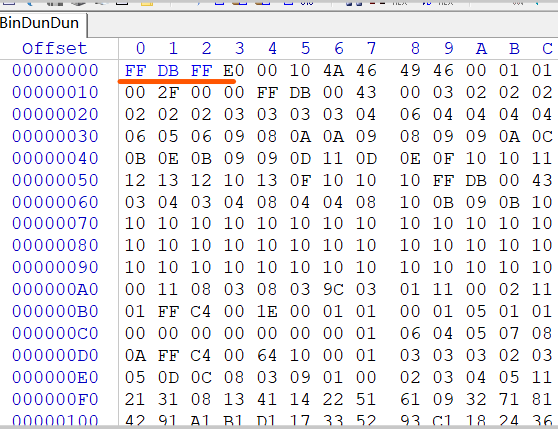 BinDunDun
Offset 0 1 2 3 4 5 6 7 8 9 A B C
00000000 FF DB FF E0 00 10 4A 46 49 46 00 01 01
00000010 00 2F 00 00 FF DB 00 43 00 03 02 02 02
00000020 02 02 02 03 03 03 03 04 06 04 04 04 04
00000030 06 05 06 09 08 0A 0A 09 08 09 09 0A 0C
00000040 0B 0E 0B 09 09 0D 11 0D 0E 0F 10 10 11
00000050 12 13 12 10 13 0F 10 10 10 FF DB 00 43
00000060 03 04 03 04 08 04 04 08 10 0B 09 0B 10
00000070 10 10 10 10 10 10 10 10 10 10 10 10 10
00000080 10 10 10 10 10 10 10 10 10 10 10 10 10
00000090 10 10 10 10 10 10 10 10 10 10 10 10 10
000000A0 00 11 08 03 08 03 9C 03 01 11 00 02 11
000000B0 01 FF C4 00 1E 00 01 01 00 01 05 01 01
000000C0 00 00 00 00 00 00 00 01 06 04 05 07 08
000000D0 0A FF C4 00 64 10 00 01 03 03 03 02 03
000000E0 05 0D 0C 08 03 09 01 00 02 03 04 05 11
000000F0 21 31 08 13 41 14 22 51 61 09 32 71 81
00000100 42 91 A1 B1 D1 17 33 52 93 C1 18 24 36